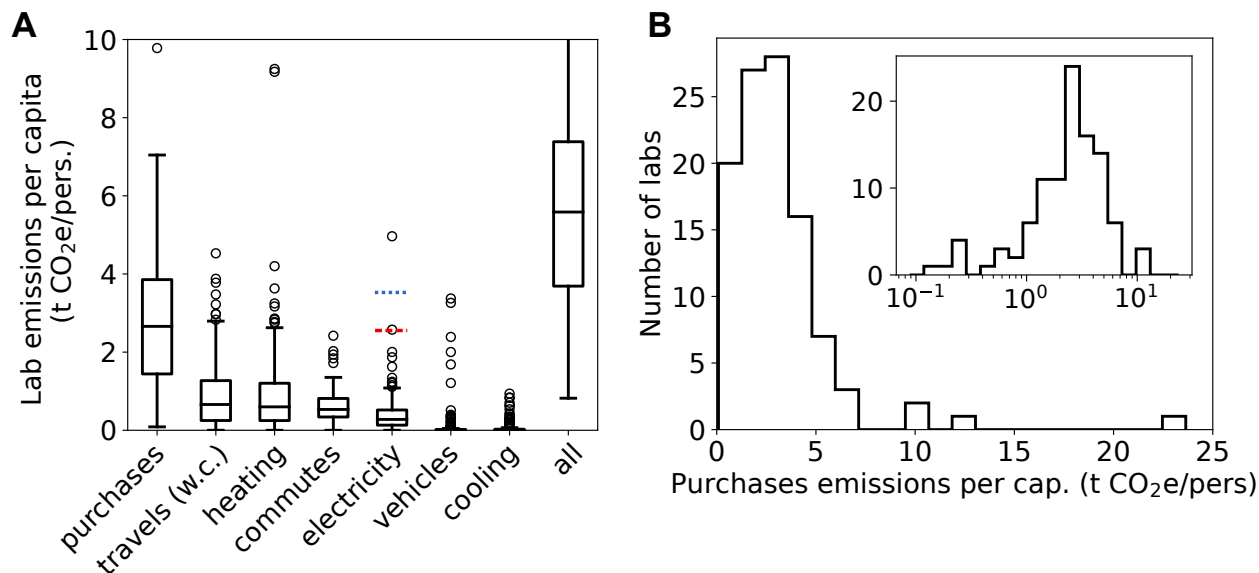 A
Lab emissions per capita
(t CO₂e/pers.)
10
8
6
4
2
0
purchases
travels (w.c.)
heating
commutes
electricity
vehicles
cooling
all
B
Number of labs
25
20
15
10
5
0
0
5
10
15
20
25
Purchases emissions per cap. (t CO₂e/pers)
20
10
0
10⁻¹
10⁰
10¹